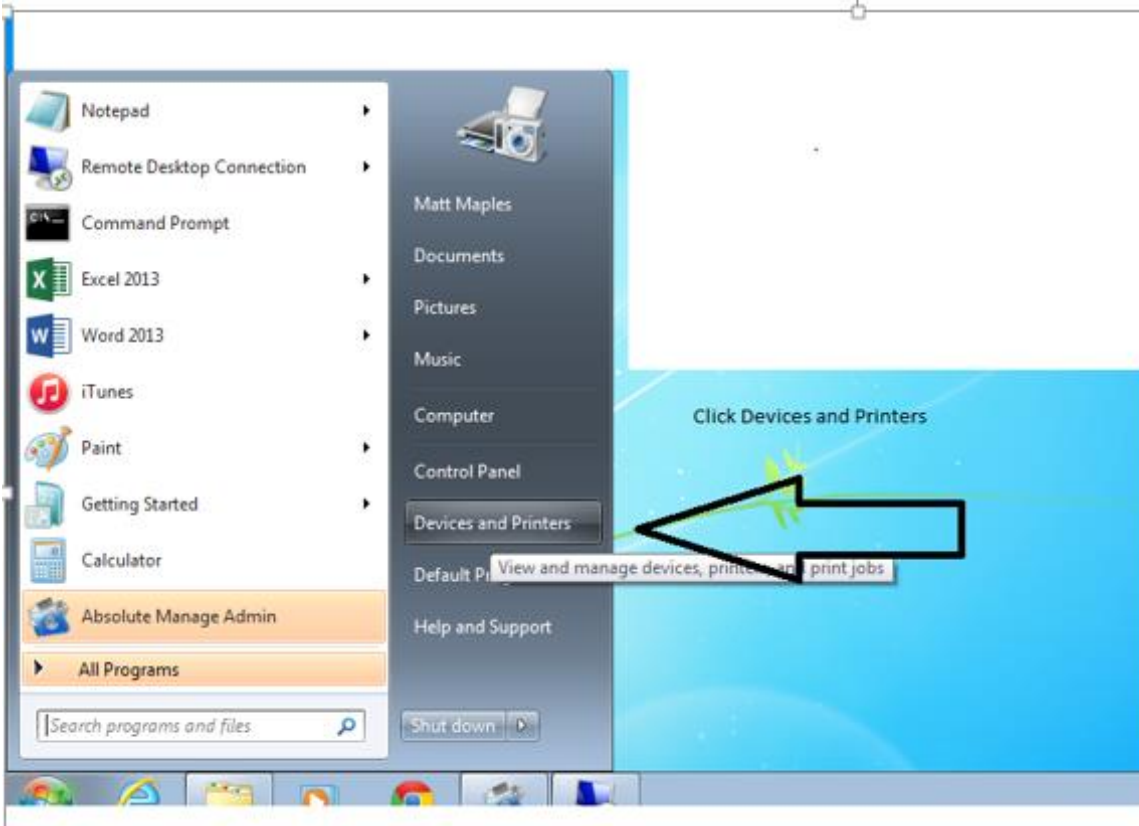 Notepad
Remote Desktop Connection
Command Prompt
Excel 2013
Word 2013
iTunes
Paint
Getting Started
Calculator
Absolute Manage Admin
All Programs
Search programs and files
Matt Maples
Documents
Pictures
Music
Computer
Control Panel
Devices and Printers
Default
View and manage devices, printers, and print jobs
Help and Support
Shut down
Click Devices and Printers